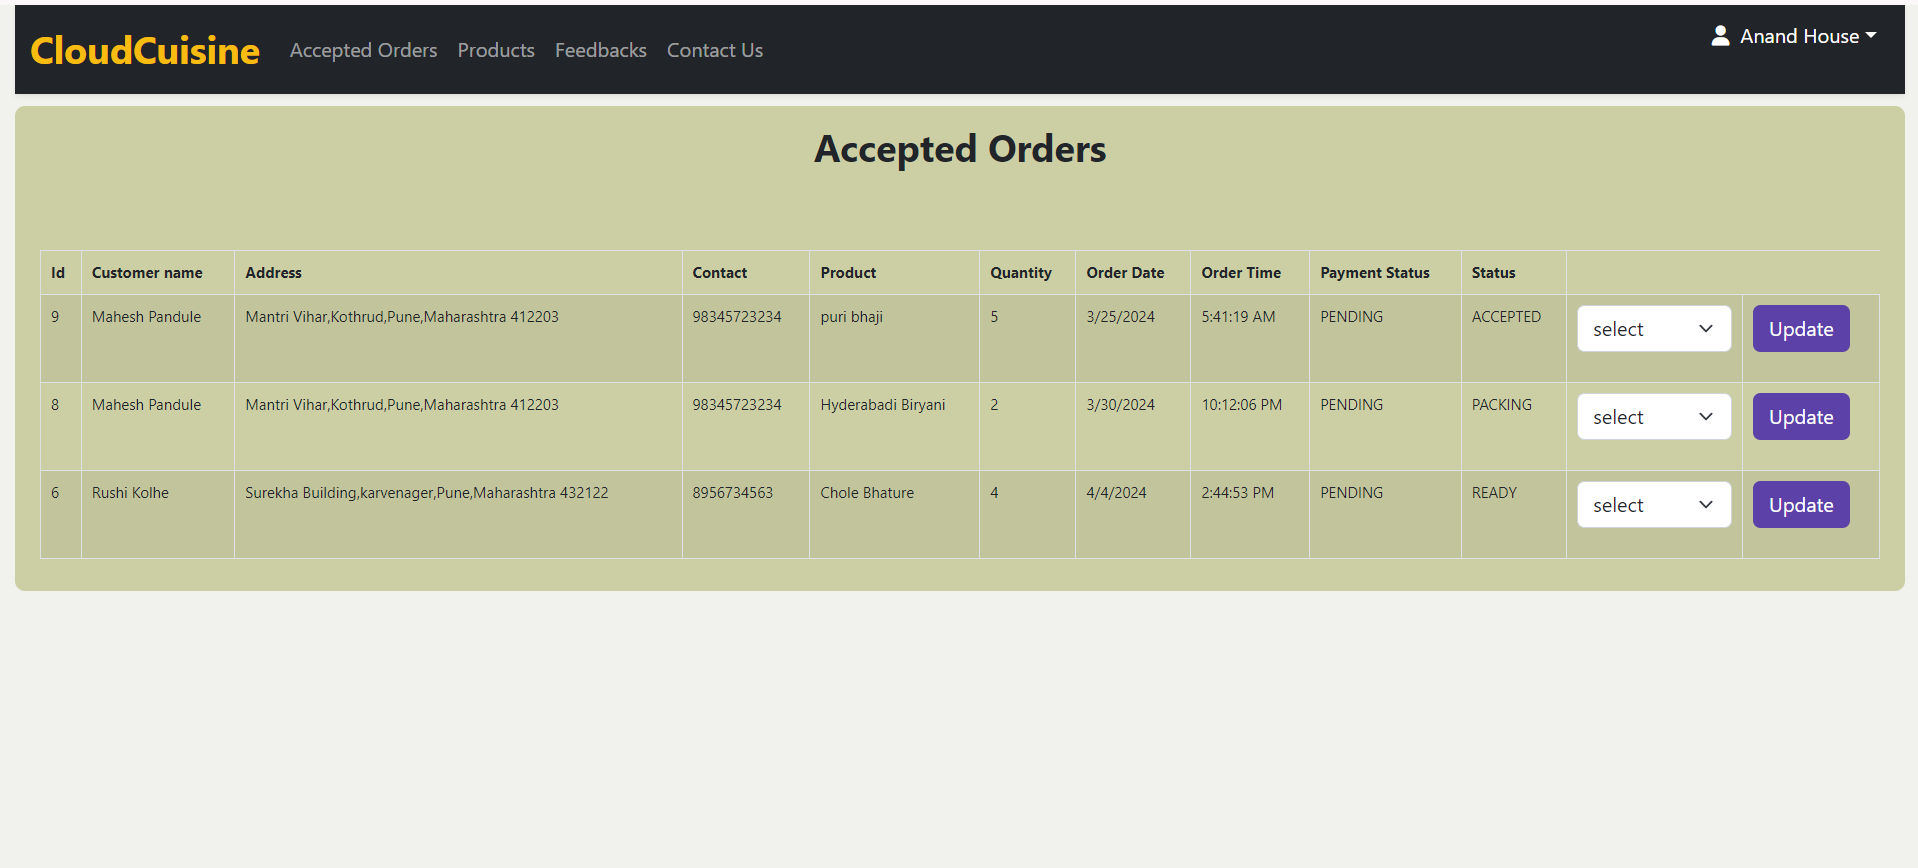 CloudCuisine Accepted Orders Products Feedbacks Contact Us Anand House
Accepted Orders
Id Customer name Address Contact Product Quantity Order Date Order Time Payment Status Status
9 Mahesh Pandule Mantri Vihar,Kothrud,Pune,Maharashtra 412203 98345723234 puri bhaji 5 3/25/2024 5:41:19 AM PENDING ACCEPTED select Update
8 Mahesh Pandule Mantri Vihar,Kothrud,Pune,Maharashtra 412203 98345723234 Hyderabadi Biryani 2 3/30/2024 10:12:06 PM PENDING PACKING select Update
6 Rushi Kolhe Surekha Building,karvenager,Pune,Maharashtra 432122 8956734563 Chole Bhature 4 4/4/2024 2:44:53 PM PENDING READY select Update